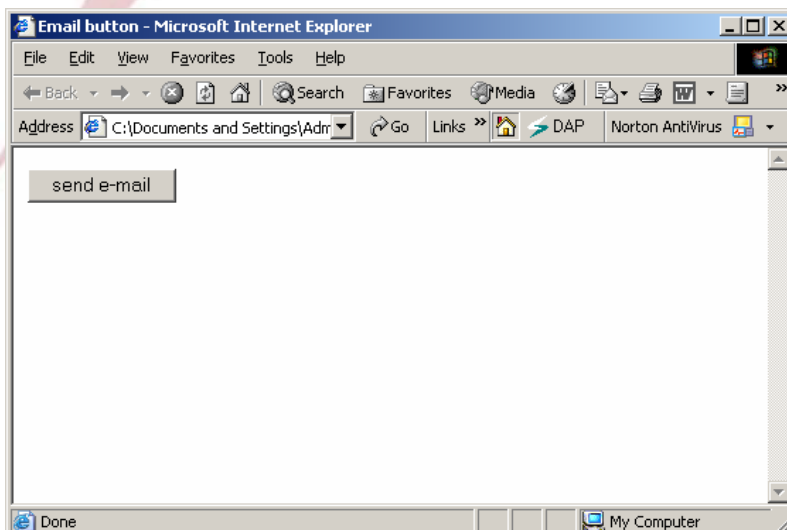 Email button - Microsoft Internet Explorer
File Edit View Favorites Tools Help
Back Search Favorites Media W »
Address C:\Documents and Settings\Adm Go Links » DAP Norton AntiVirus
send e-mail
Done My Computer